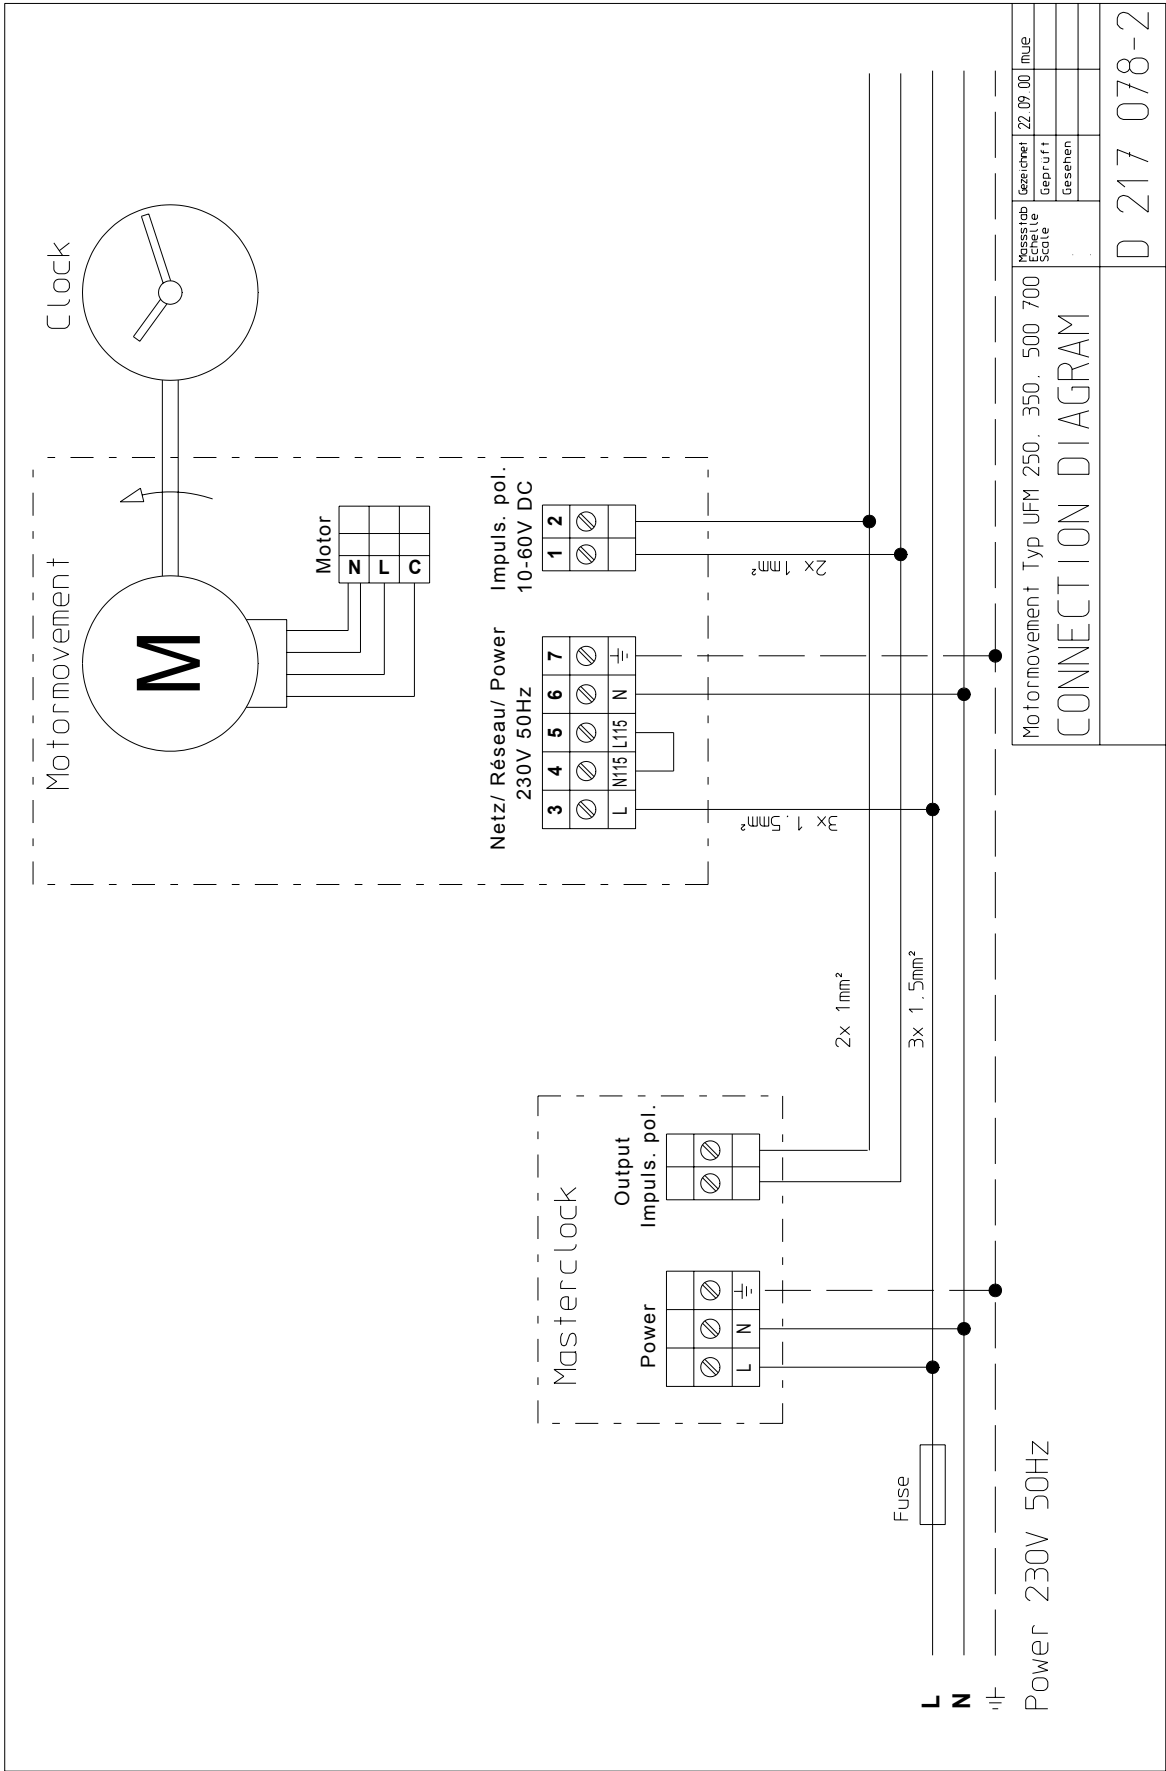 Clock
Motormovement
M
Motor
N
L
C
Impuls. pol.
10-60V DC
1 2
Netz/ Réseau/ Power
230V 50Hz
3 4 5 6 7
L N115 L115 N
3x 1.5mm²
2x 1mm²
Masterclock
Output
Impuls. pol.
Power
L N
2x 1mm²
3x 1.5mm²
Fuse
L
N
Power 230V 50Hz
Motormovement Typ UFM 250. 350. 500 700
CONNECTION DIAGRAM
Massstab
Echelle
Scale
Gezeichnet 22.09.00 mue
Geprüft
Gesehen
D 217 078-2